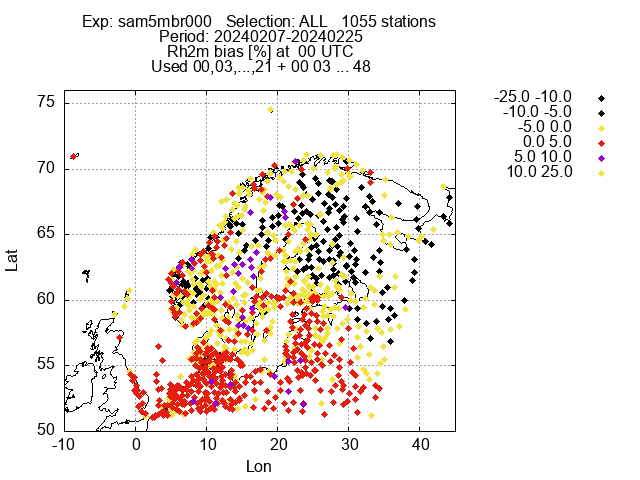 Exp: sam5mbr000   Selection: ALL   1055 stations
Period: 20240207-20240225
Rh2m bias [%] at  00 UTC
Used 00,03,...,21 + 00 03 ... 48
-25.0 -10.0
-10.0 -5.0
-5.0 0.0
0.0 5.0
5.0 10.0
10.0 25.0
75
70
65
60
55
50
Lat
-10 0 10 20 30 40
Lon